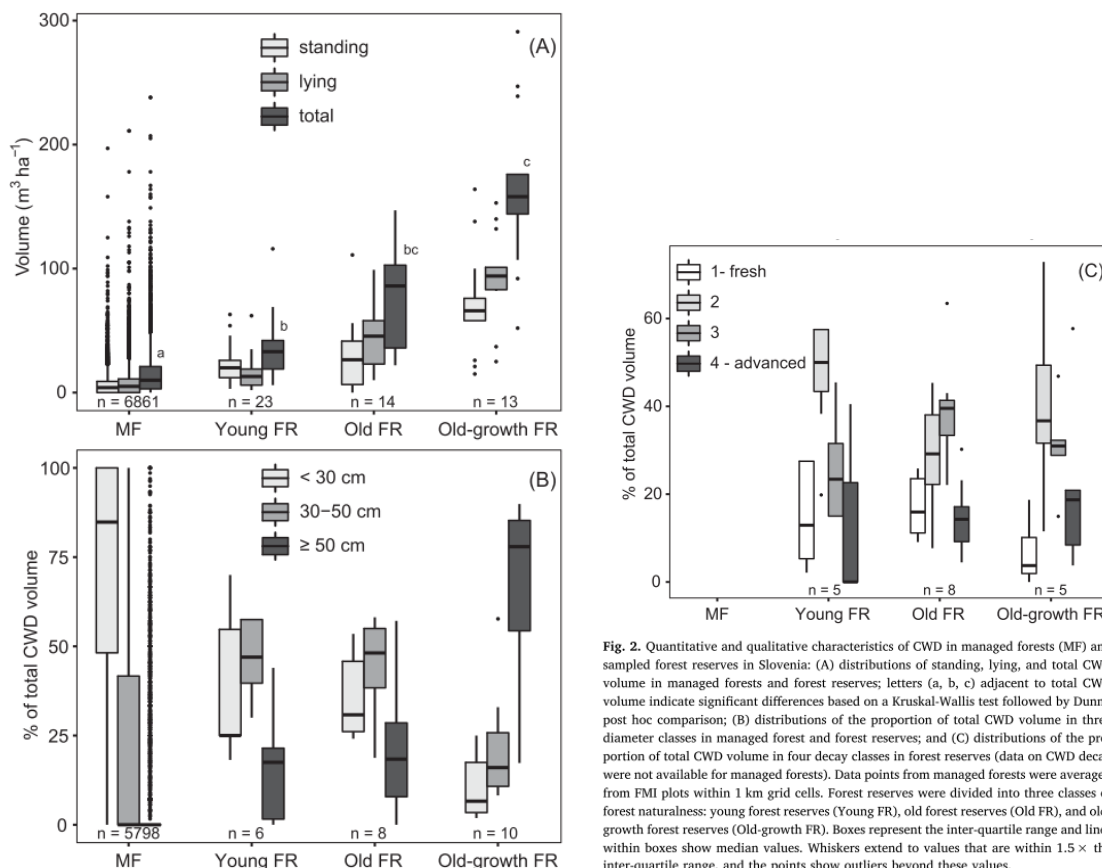 300
200
100
0
Volume (m³ ha⁻¹)
standing
lying
total
(A)
a
b
bc
c
n = 6861
n = 23
n = 14
n = 13
MF
Young FR
Old FR
Old-growth FR
100
75
50
25
0
% of total CWD volume
< 30 cm
30−50 cm
≥ 50 cm
(B)
n = 5798
n = 6
n = 8
n = 10
MF
Young FR
Old FR
Old-growth FR
60
40
20
0
% of total CWD volume
1- fresh
2
3
4 - advanced
(C)
n = 5
n = 8
n = 5
MF
Young FR
Old FR
Old-growth FR
Fig. 2. Quantitative and qualitative characteristics of CWD in managed forests (MF) an
sampled forest reserves in Slovenia: (A) distributions of standing, lying, and total CW
volume in managed forests and forest reserves; letters (a, b, c) adjacent to total CW
volume indicate significant differences based on a Kruskal-Wallis test followed by Dunn
post hoc comparison; (B) distributions of the proportion of total CWD volume in thre
diameter classes in managed forest and forest reserves; and (C) distributions of the pro
portion of total CWD volume in four decay classes in forest reserves (data on CWD deca
were not available for managed forests). Data points from managed forests were average
from FMI plots within 1 km grid cells. Forest reserves were divided into three classes
forest naturalness: young forest reserves (Young FR), old forest reserves (Old FR), and old
growth forest reserves (Old-growth FR). Boxes represent the inter-quartile range and line
within boxes show median values. Whiskers extend to values that are within 1.5× th
inter-quartile range, and the points show outliers beyond these values.